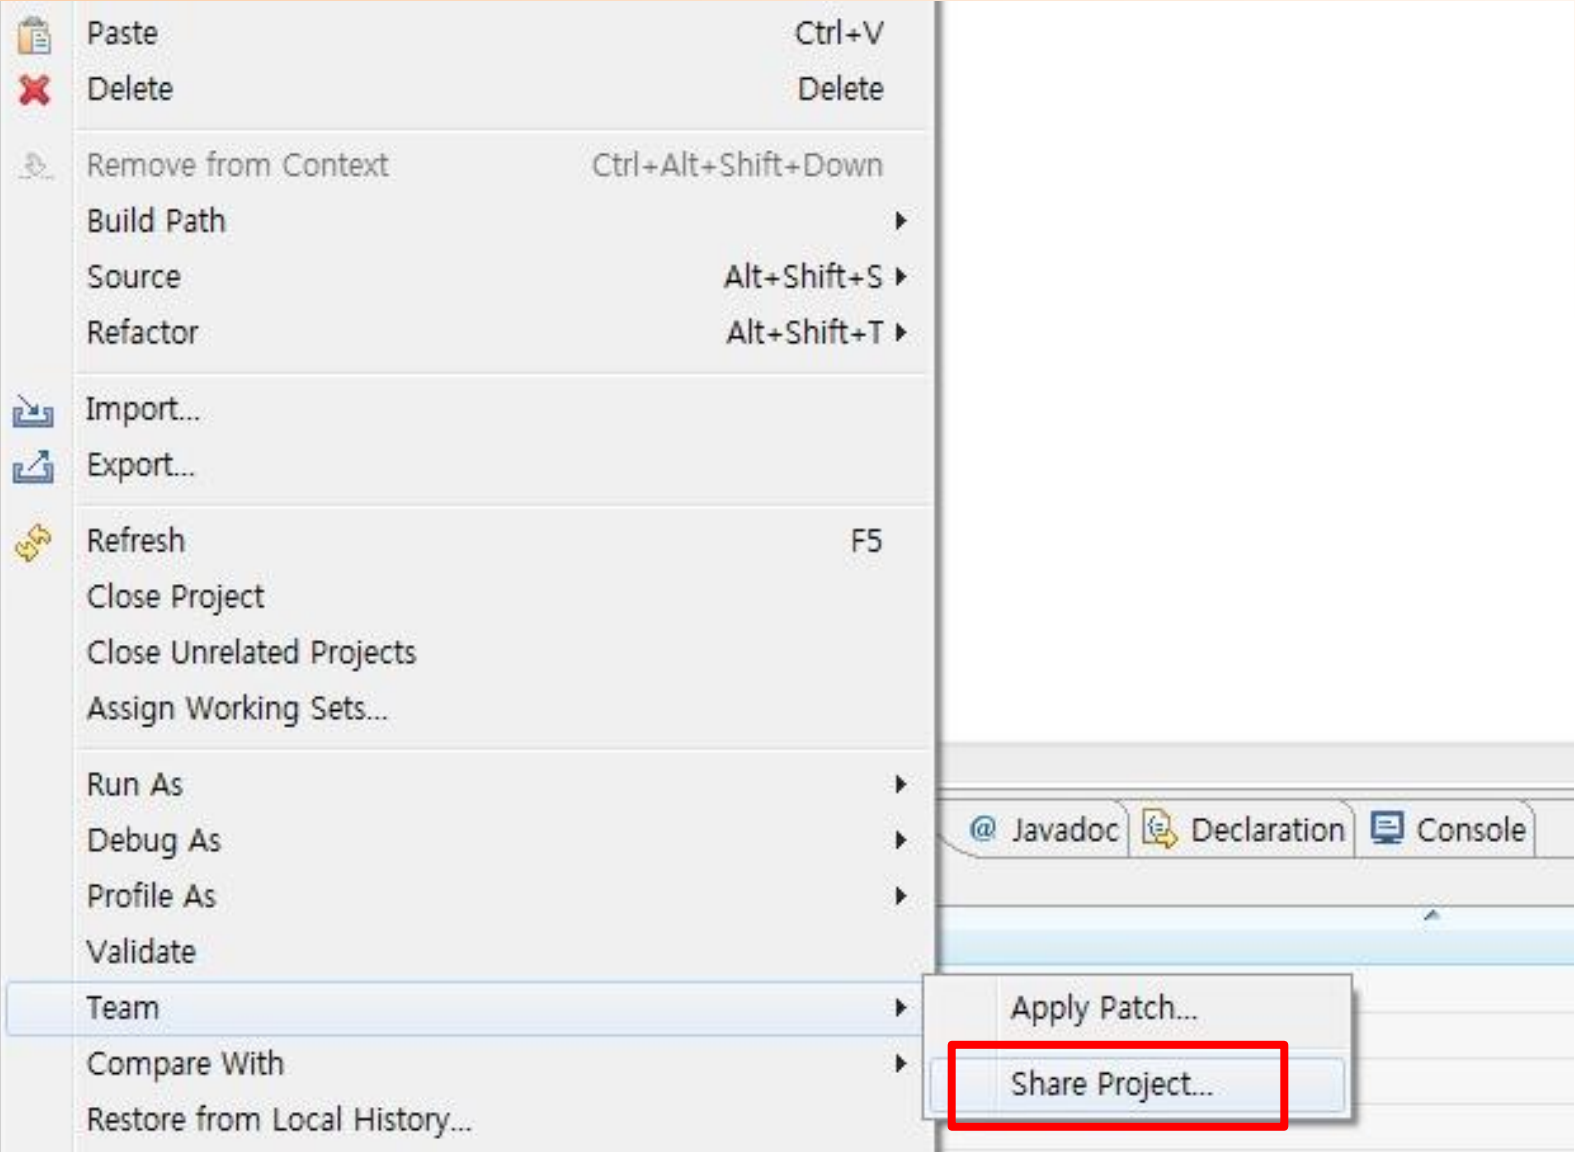 Paste Ctrl+V
Delete Delete
Remove from Context Ctrl+Alt+Shift+Down
Build Path
Source Alt+Shift+S
Refactor Alt+Shift+T
Import...
Export...
Refresh F5
Close Project
Close Unrelated Projects
Assign Working Sets...
Run As
Debug As
Profile As
Validate
Team
Compare With
Restore from Local History...
@ Javadoc Declaration Console
Apply Patch...
Share Project...